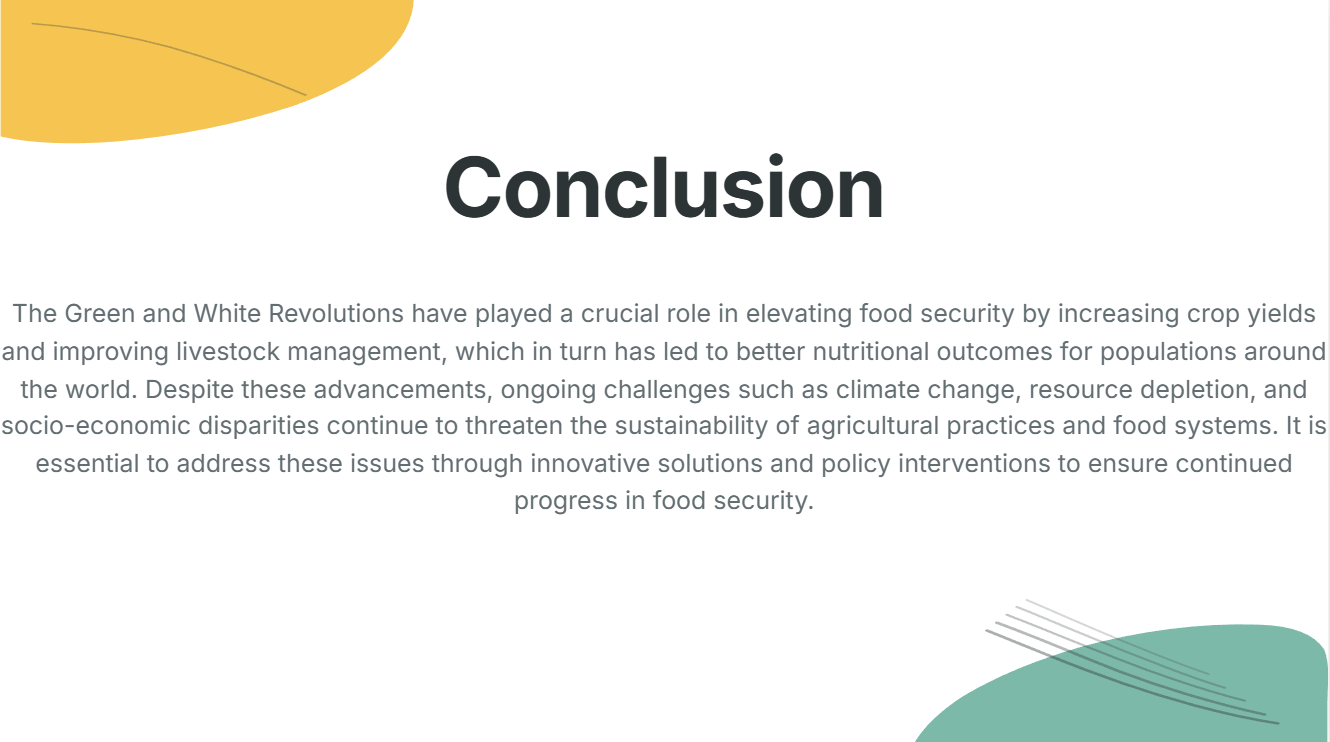 Conclusion
The Green and White Revolutions have played a crucial role in elevating food security by increasing crop yields
and improving livestock management, which in turn has led to better nutritional outcomes for populations around
the world. Despite these advancements, ongoing challenges such as climate change, resource depletion, and
socio-economic disparities continue to threaten the sustainability of agricultural practices and food systems. It is
essential to address these issues through innovative solutions and policy interventions to ensure continued
progress in food security.